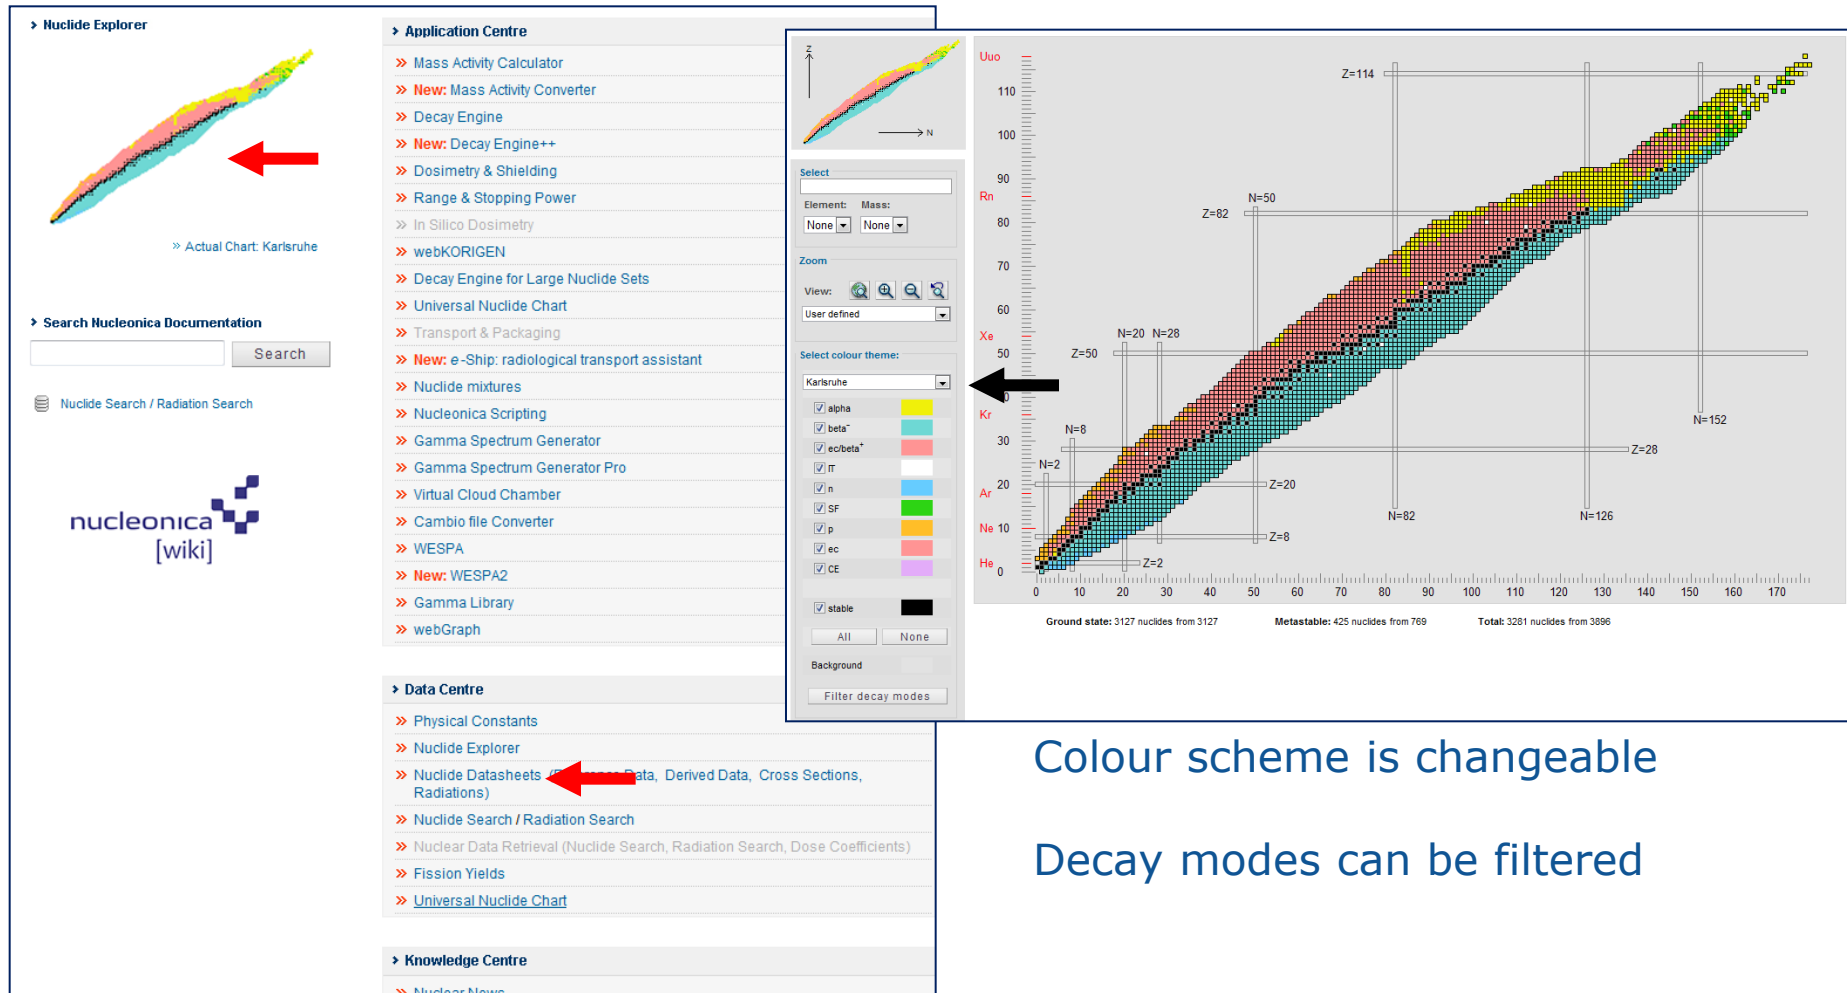 Nuclide Explorer
» Actual Chart: Karlsruhe
Search Nucleonica Documentation
Search
Nuclide Search / Radiation Search
nucleonica
[wiki]
Application Centre
» Mass Activity Calculator
» New: Mass Activity Converter
» Decay Engine
» New: Decay Engine++
» Dosimetry & Shielding
» Range & Stopping Power
» In Silico Dosimetry
» webKORIGEN
» Decay Engine for Large Nuclide Sets
» Universal Nuclide Chart
» Transport & Packaging
» New: e-Ship: radiological transport assistant
» Nuclide mixtures
» Nucleonica Scripting
» Gamma Spectrum Generator
» Gamma Spectrum Generator Pro
» Virtual Cloud Chamber
» Cambio file Converter
» WESPA
» New: WESPA2
» Gamma Library
» webGraph
Data Centre
» Physical Constants
» Nuclide Explorer
» Nuclide Datasheets Data, Derived Data, Cross Sections,
Radiations)
» Nuclide Search / Radiation Search
» Nuclear Data Retrieval (Nuclide Search, Radiation Search, Dose Coefficients)
» Fission Yields
» Universal Nuclide Chart
Knowledge Centre
» Nuclear News
Z
N
Select
Element: Mass:
None None
Zoom
View:
User defined
Select colour theme:
Karlsruhe
alpha
beta⁻
ec/beta⁺
IT
n
SF
p
ec
CE
stable
All None
Background
Filter decay modes
Uuo
110
100
90
Rn
80
70
60
Xe
50
Kr
30
Ar
20
Ne
10
He
0
Z=114
N=50
Z=82
N=20 N=28
Z=50
N=8
N=2
N=152
Z=28
Z=20
N=82
N=126
Z=8
Z=2
0 10 20 30 40 50 60 70 80 90 100 110 120 130 140 150 160 170
Ground state: 3127 nuclides from 3127 Metastable: 425 nuclides from 769 Total: 3281 nuclides from 3896
Colour scheme is changeable
Decay modes can be filtered